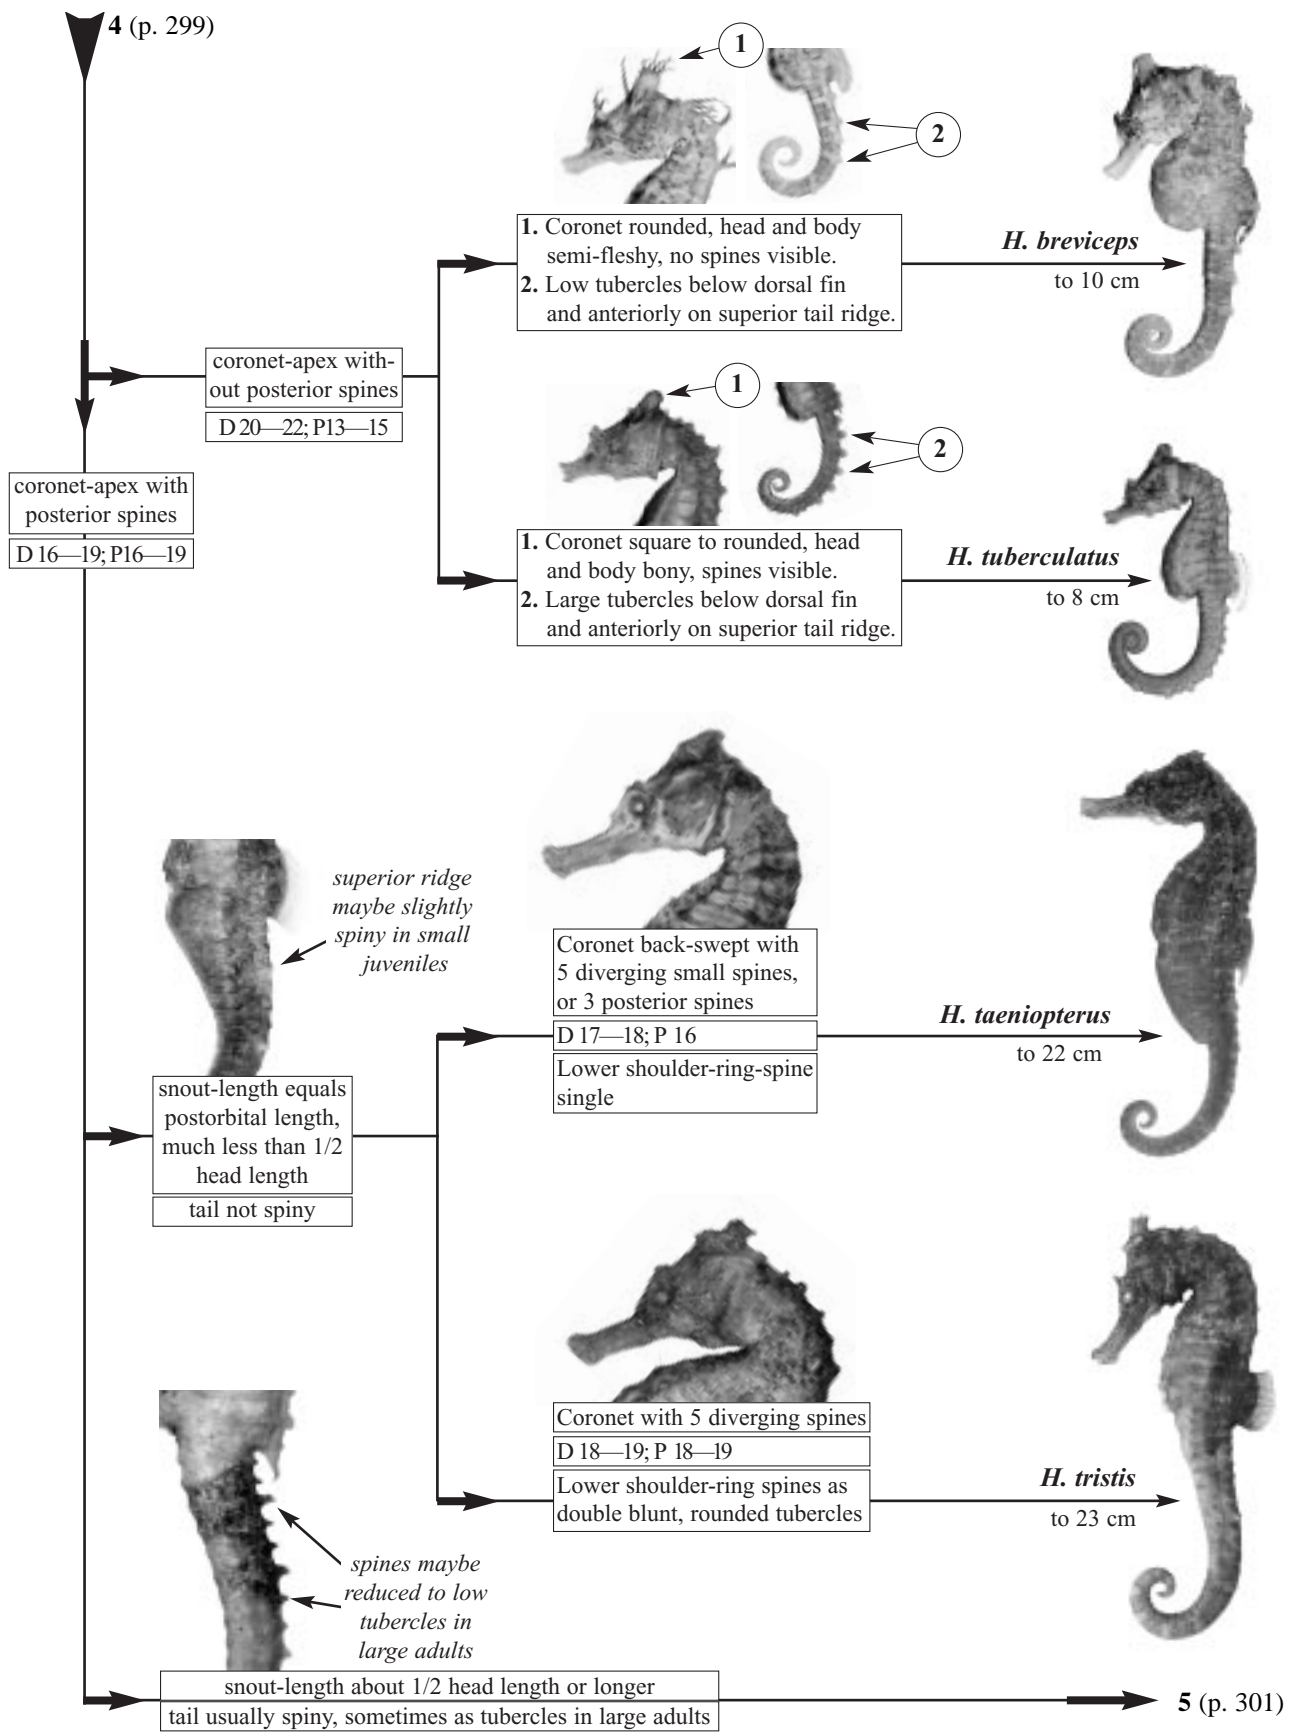 4 (p. 299)
1
2
1. Coronet rounded, head and body
semi-fleshy, no spines visible.
2. Low tubercles below dorsal fin
and anteriorly on superior tail ridge.
H. breviceps
to 10 cm
coronet-apex with-
out posterior spines
D 20—22; P13—15
1
2
coronet-apex with
posterior spines
D 16—19; P16—19
1. Coronet square to rounded, head
and body bony, spines visible.
2. Large tubercles below dorsal fin
and anteriorly on superior tail ridge.
H. tuberculatus
to 8 cm
superior ridge
maybe slightly
spiny in small
juveniles
Coronet back-swept with
5 diverging small spines,
or 3 posterior spines
D 17—18; P 16
Lower shoulder-ring-spine
single
H. taeniopterus
to 22 cm
snout-length equals
postorbital length,
much less than 1/2
head length
tail not spiny
Coronet with 5 diverging spines
D 18—19; P 18—19
Lower shoulder-ring spines as
double blunt, rounded tubercles
H. tristis
to 23 cm
spines maybe
reduced to low
tubercles in
large adults
snout-length about 1/2 head length or longer
tail usually spiny, sometimes as tubercles in large adults
5 (p. 301)